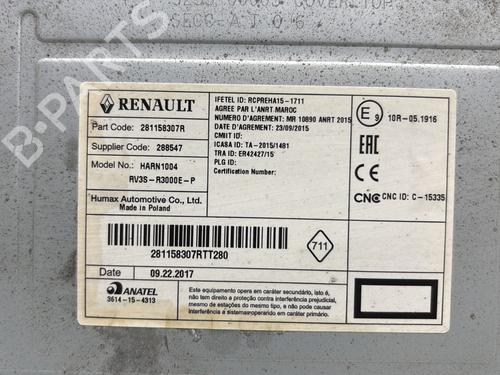 COVER TOP
SECC-AJ06
RENAULT
Part Code: 281158307R
Supplier Code: 288547
Model No.: HARN1004
RV3S-R3000E-P
Humax Automotive Co., Ltd.
Made in Poland
IFETEL ID: RCPREHA15-1711
AGREE PAR L'ANRT MAROC
NUMERO D'AGREMENT: MR 10890 ANRT 2015
DATE D'AGREMENT: 23/09/2015
CMIIT ID:
ICASA ID: TA-2015/1481
TRA ID: ER42427/15
PLG ID:
Certification Number:
E9 10R-05.1916
EAC
CE
CNC CNC ID: C-15335
281158307RTT280
711
Date 09.22.2017
ANATEL
3614-15-4313
Este equipamento opera em caráter secundário, isto é,
não tem direito a proteção contra interferência prejudicial,
mesmo de estações do mesmo tipo, e não pode causar
interferência a sistemas operando em caráter primário.
B-Parts